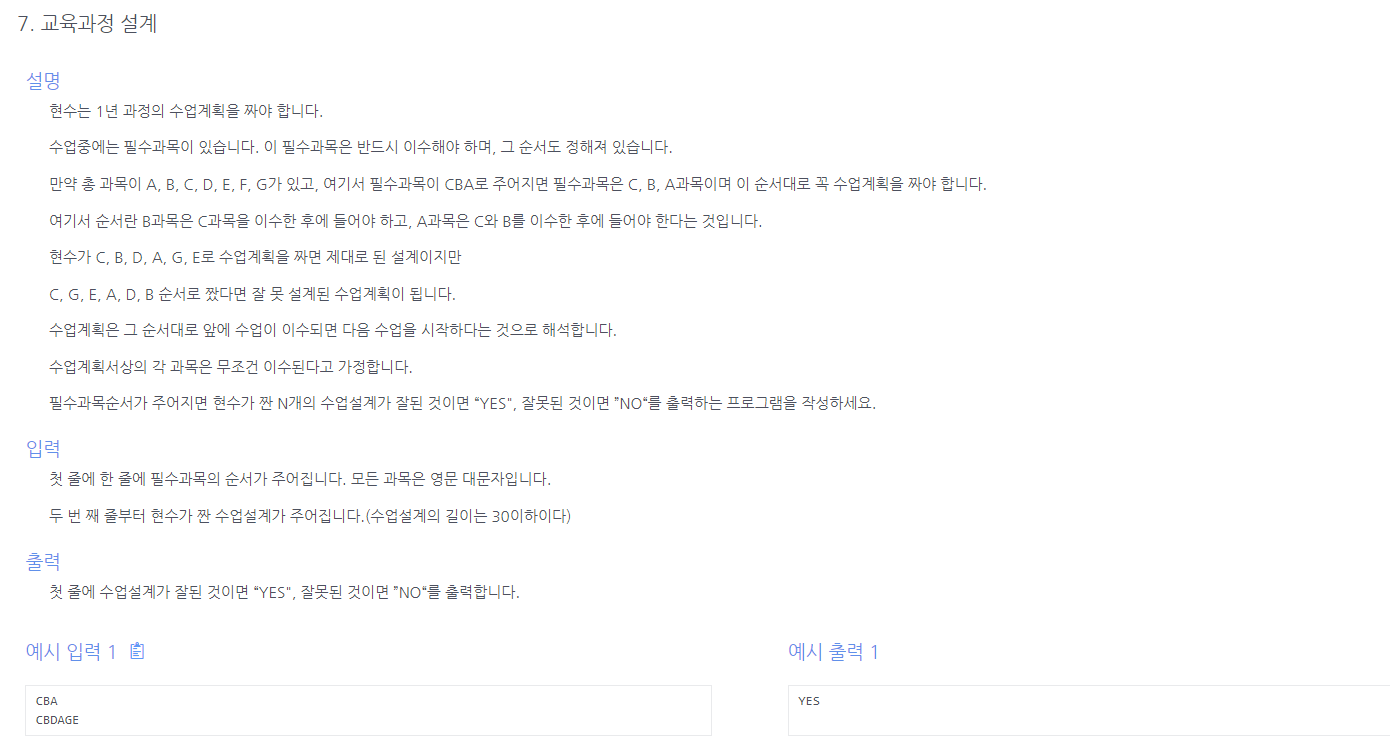 7. 교육과정 설계
설명
현수는 1년 과정의 수업계획을 짜야 합니다.
수업중에는 필수과목이 있습니다. 이 필수과목은 반드시 이수해야 하며, 그 순서도 정해져 있습니다.
만약 총 과목이 A, B, C, D, E, F, G가 있고, 여기서 필수과목이 CBA로 주어지면 필수과목은 C, B, A과목이며 이 순서대로 꼭 수업계획을 짜야 합니다.
여기서 순서란 B과목은 C과목을 이수한 후에 들어야 하고, A과목은 C와 B를 이수한 후에 들어야 한다는 것입니다.
현수가 C, B, D, A, G, E로 수업계획을 짜면 제대로 된 설계이지만
C, G, E, A, D, B 순서로 짰다면 잘 못 설계된 수업계획이 됩니다.
수업계획은 그 순서대로 앞에 수업이 이수되면 다음 수업을 시작하다는 것으로 해석합니다.
수업계획서상의 각 과목은 무조건 이수된다고 가정합니다.
필수과목순서가 주어지면 현수가 짠 N개의 수업설계가 잘된 것이면 “YES", 잘못된 것이면 ”NO“를 출력하는 프로그램을 작성하세요.
입력
첫 줄에 한 줄에 필수과목의 순서가 주어집니다. 모든 과목은 영문 대문자입니다.
두 번 째 줄부터 현수가 짠 수업설계가 주어집니다.(수업설계의 길이는 30이하이다)
출력
첫 줄에 수업설계가 잘된 것이면 “YES", 잘못된 것이면 ”NO“를 출력합니다.
예시 입력 1
CBA
CBDAGE
예시 출력 1
YES